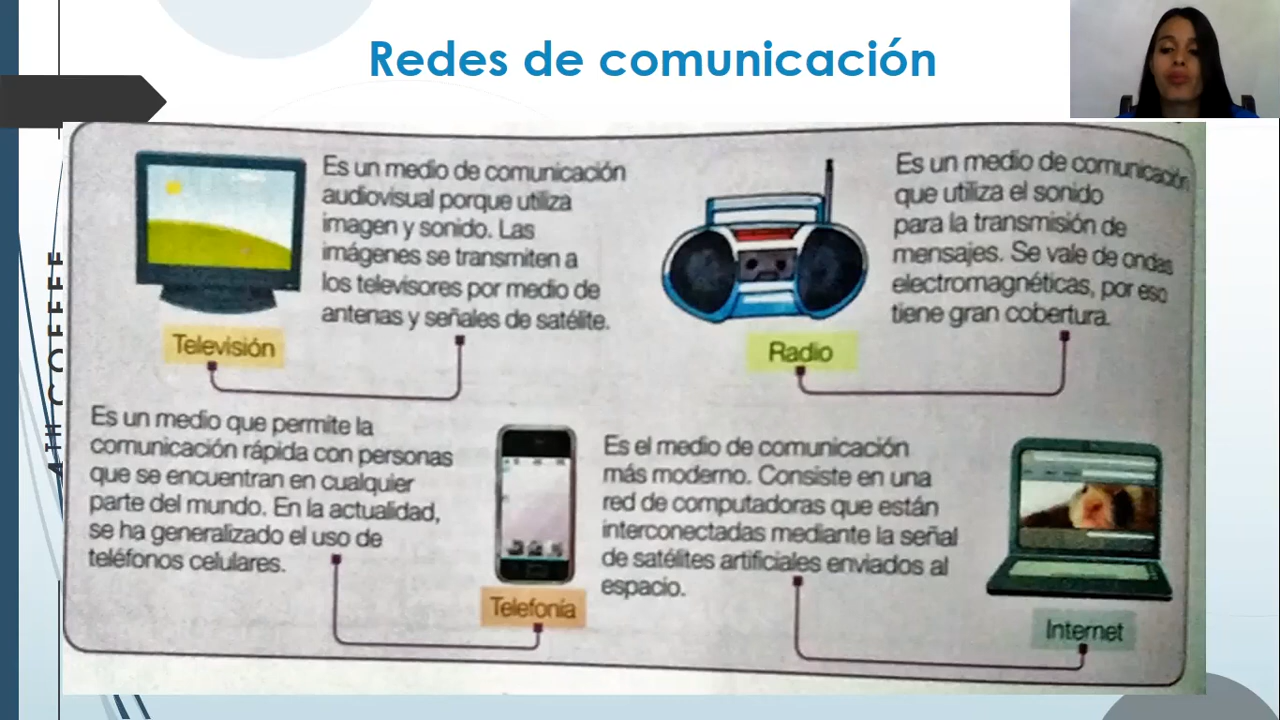 Redes de comunicación
Es un medio de comunicación
audiovisual porque utiliza
imagen y sonido. Las
imágenes se transmiten a
los televisores por medio de
antenas y señales de satélite.
Televisión
Es un medio de comunicación
que utiliza el sonido
para la transmisión de
mensajes. Se vale de ondas
electromagnéticas, por eso
tiene gran cobertura.
Radio
Es un medio que permite la
comunicación rápida con personas
que se encuentran en cualquier
parte del mundo. En la actualidad,
se ha generalizado el uso de
teléfonos celulares.
Telefonía
Es el medio de comunicación
más moderno. Consiste en una
red de computadoras que están
interconectadas mediante la señal
de satélites artificiales enviados al
espacio.
Internet